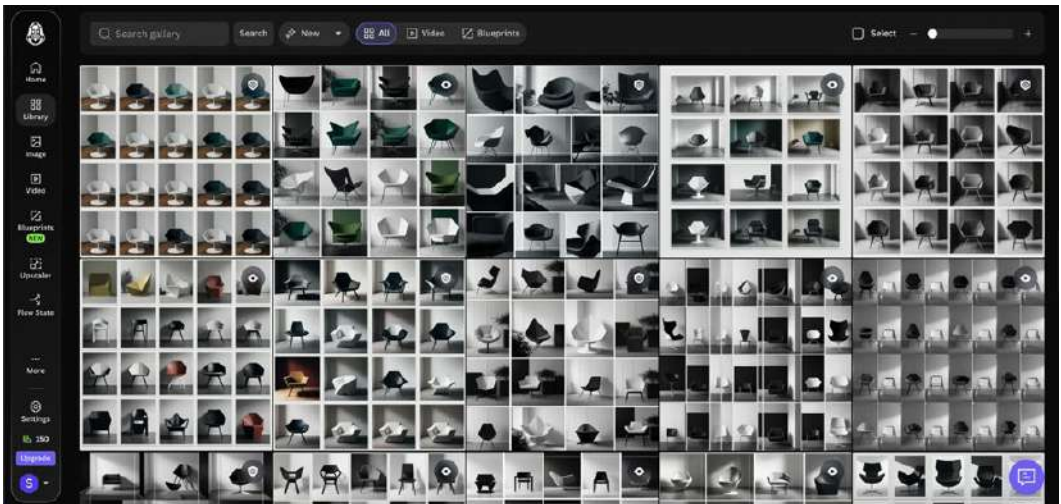 Search gallery
Search
New
All
Video
Blueprints
Select
Home
Library
Image
Video
Blueprints
NEW
Upscaler
Flow State
More
Settings
150
Upgrade
S